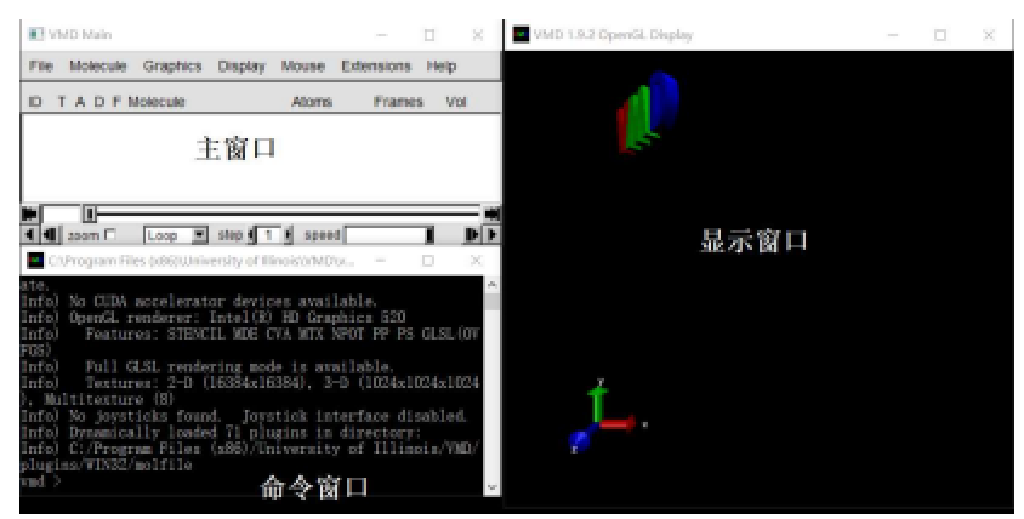 VMD Main
File Molecule Graphics Display Mouse Extensions Help
ID T A D F Molecule Atoms Frames Vol
主窗口
zoom Loop step 1 speed
C:\Program Files (x86)\University of Illinois\VMD\v...
ate.
Info) No CUDA accelerator devices available.
Info) OpenGL renderer: Intel(R) HD Graphics 520
Info) Features: STENCIL MDE CVA MTX NPOT PP PS GLSL(OV
FGS)
Info) Full GLSL rendering mode is available.
Info) Textures: 2-D (16384x16384), 3-D (1024x1024x1024
), Multitexture (8)
Info) No joysticks found. Joystick interface disabled.
Info) Dynamically loaded 71 plugins in directory:
Info) C:/Program Files (x86)/University of Illinois/VMD/
plugins/WIN32/molfile
vmd >
命令窗口
VMD 1.9.2 OpenGL Display
显示窗口
y
x
z